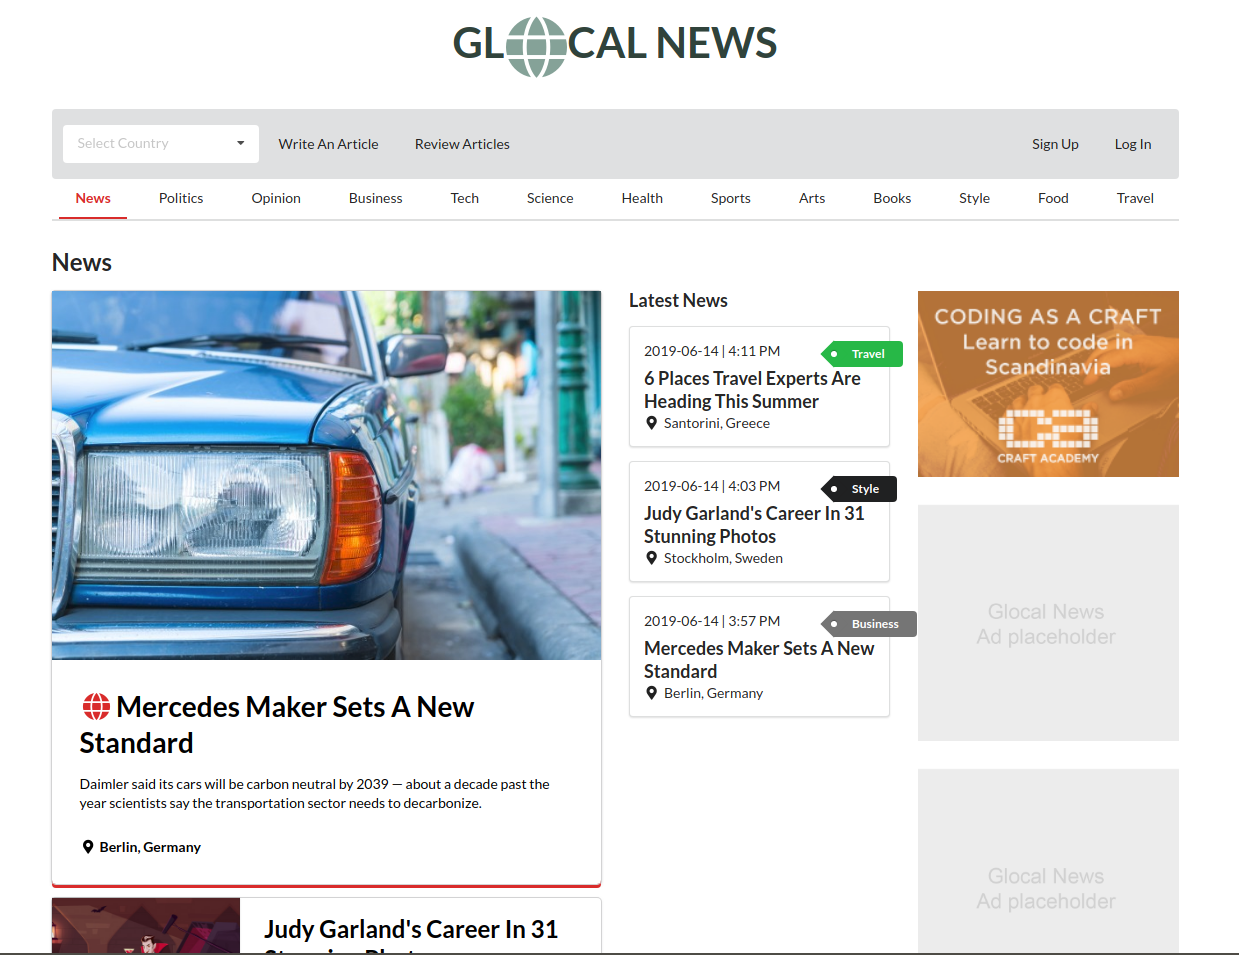 GLOCAL NEWS
Select Country
Write An Article
Review Articles
Sign Up
Log In
News
Politics
Opinion
Business
Tech
Science
Health
Sports
Arts
Books
Style
Food
Travel
News
Mercedes Maker Sets A New
Standard
Daimler said its cars will be carbon neutral by 2039 — about a decade past the
year scientists say the transportation sector needs to decarbonize.
Berlin, Germany
Judy Garland's Career In 31
Latest News
2019-06-14 | 4:11 PM
Travel
6 Places Travel Experts Are
Heading This Summer
Santorini, Greece
2019-06-14 | 4:03 PM
Style
Judy Garland's Career In 31
Stunning Photos
Stockholm, Sweden
2019-06-14 | 3:57 PM
Business
Mercedes Maker Sets A New
Standard
Berlin, Germany
CODING AS A CRAFT
Learn to code in
Scandinavia
CRAFT ACADEMY
Glocal News
Ad placeholder
Glocal News
Ad placeholder